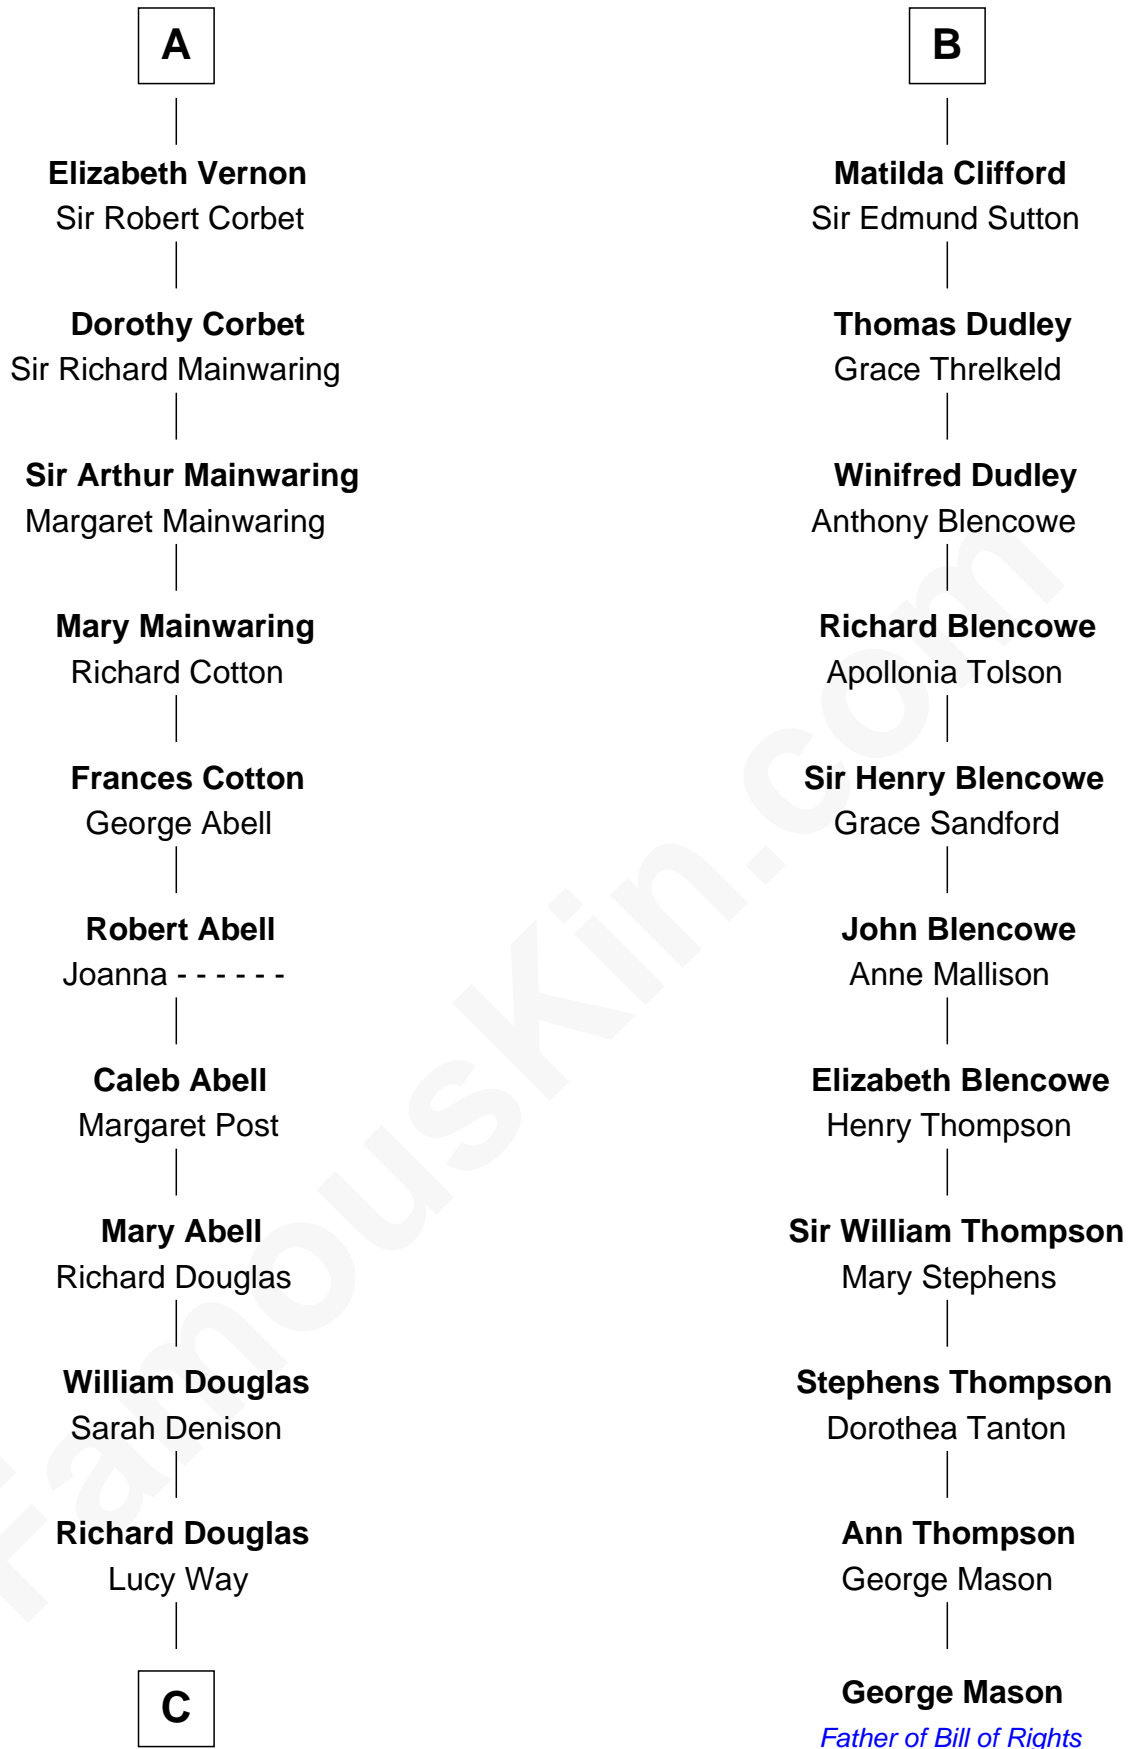 A
Elizabeth Vernon
Sir Robert Corbet
Dorothy Corbet
Sir Richard Mainwaring
Sir Arthur Mainwaring
Margaret Mainwaring
Mary Mainwaring
Richard Cotton
Frances Cotton
George Abell
Robert Abell
Joanna - - - - - -
Caleb Abell
Margaret Post
Mary Abell
Richard Douglas
William Douglas
Sarah Denison
Richard Douglas
Lucy Way
C
B
Matilda Clifford
Sir Edmund Sutton
Thomas Dudley
Grace Threlkeld
Winifred Dudley
Anthony Blencowe
Richard Blencowe
Apollonia Tolson
Sir Henry Blencowe
Grace Sandford
John Blencowe
Anne Mallison
Elizabeth Blencowe
Henry Thompson
Sir William Thompson
Mary Stephens
Stephens Thompson
Dorothea Tanton
Ann Thompson
George Mason
George Mason
Father of Bill of Rights
FamousKin.com